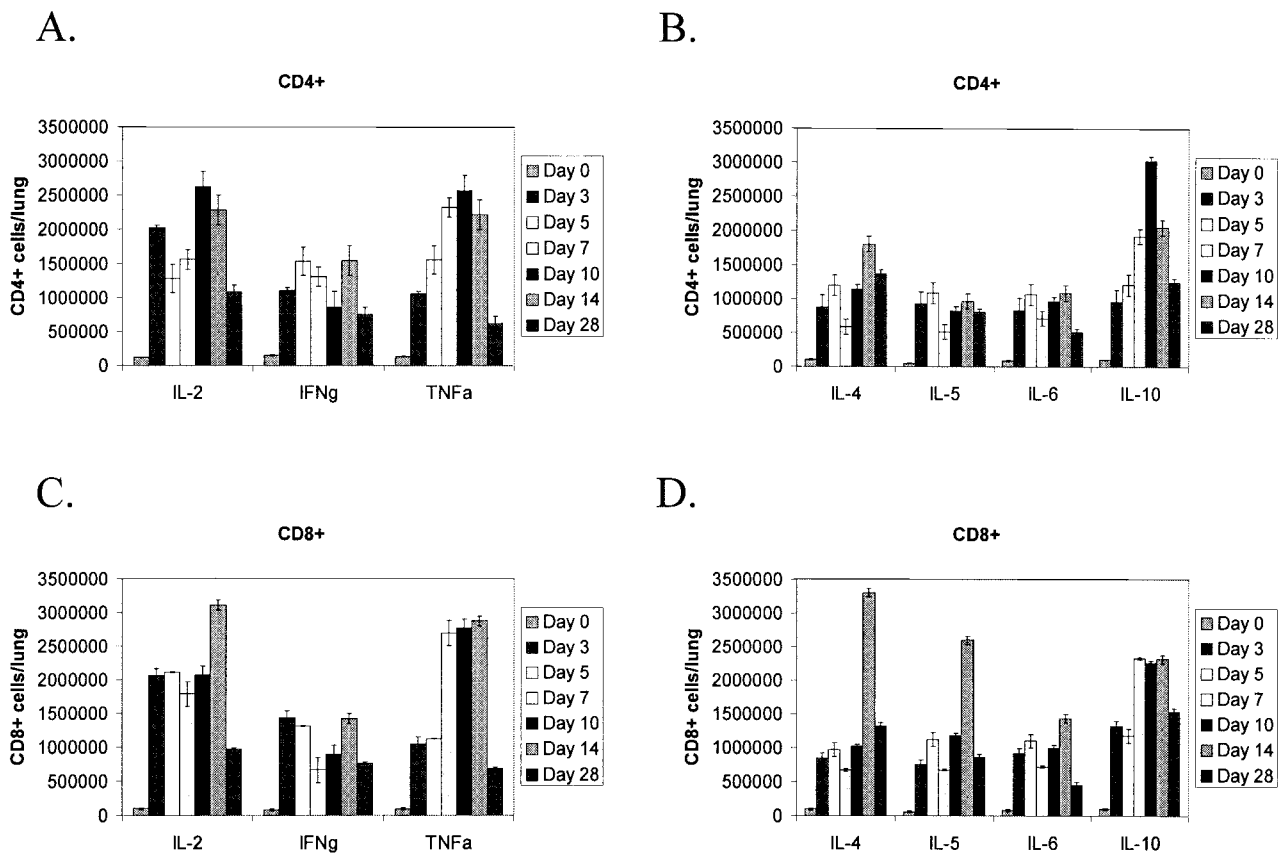 A.
CD4+
CD4+ cells/lung
3500000
3000000
2500000
2000000
1500000
1000000
500000
0
IL-2 IFNg TNFa
Day 0
Day 3
Day 5
Day 7
Day 10
Day 14
Day 28
B.
CD4+
CD4+ cells/lung
3500000
3000000
2500000
2000000
1500000
1000000
500000
0
IL-4 IL-5 IL-6 IL-10
Day 0
Day 3
Day 5
Day 7
Day 10
Day 14
Day 28
C.
CD8+
CD8+ cells/lung
3500000
3000000
2500000
2000000
1500000
1000000
500000
0
IL-2 IFNg TNFa
Day 0
Day 3
Day 5
Day 7
Day 10
Day 14
Day 28
D.
CD8+
CD8+ cells/lung
3500000
3000000
2500000
2000000
1500000
1000000
500000
0
IL-4 IL-5 IL-6 IL-10
Day 0
Day 3
Day 5
Day 7
Day 10
Day 14
Day 28